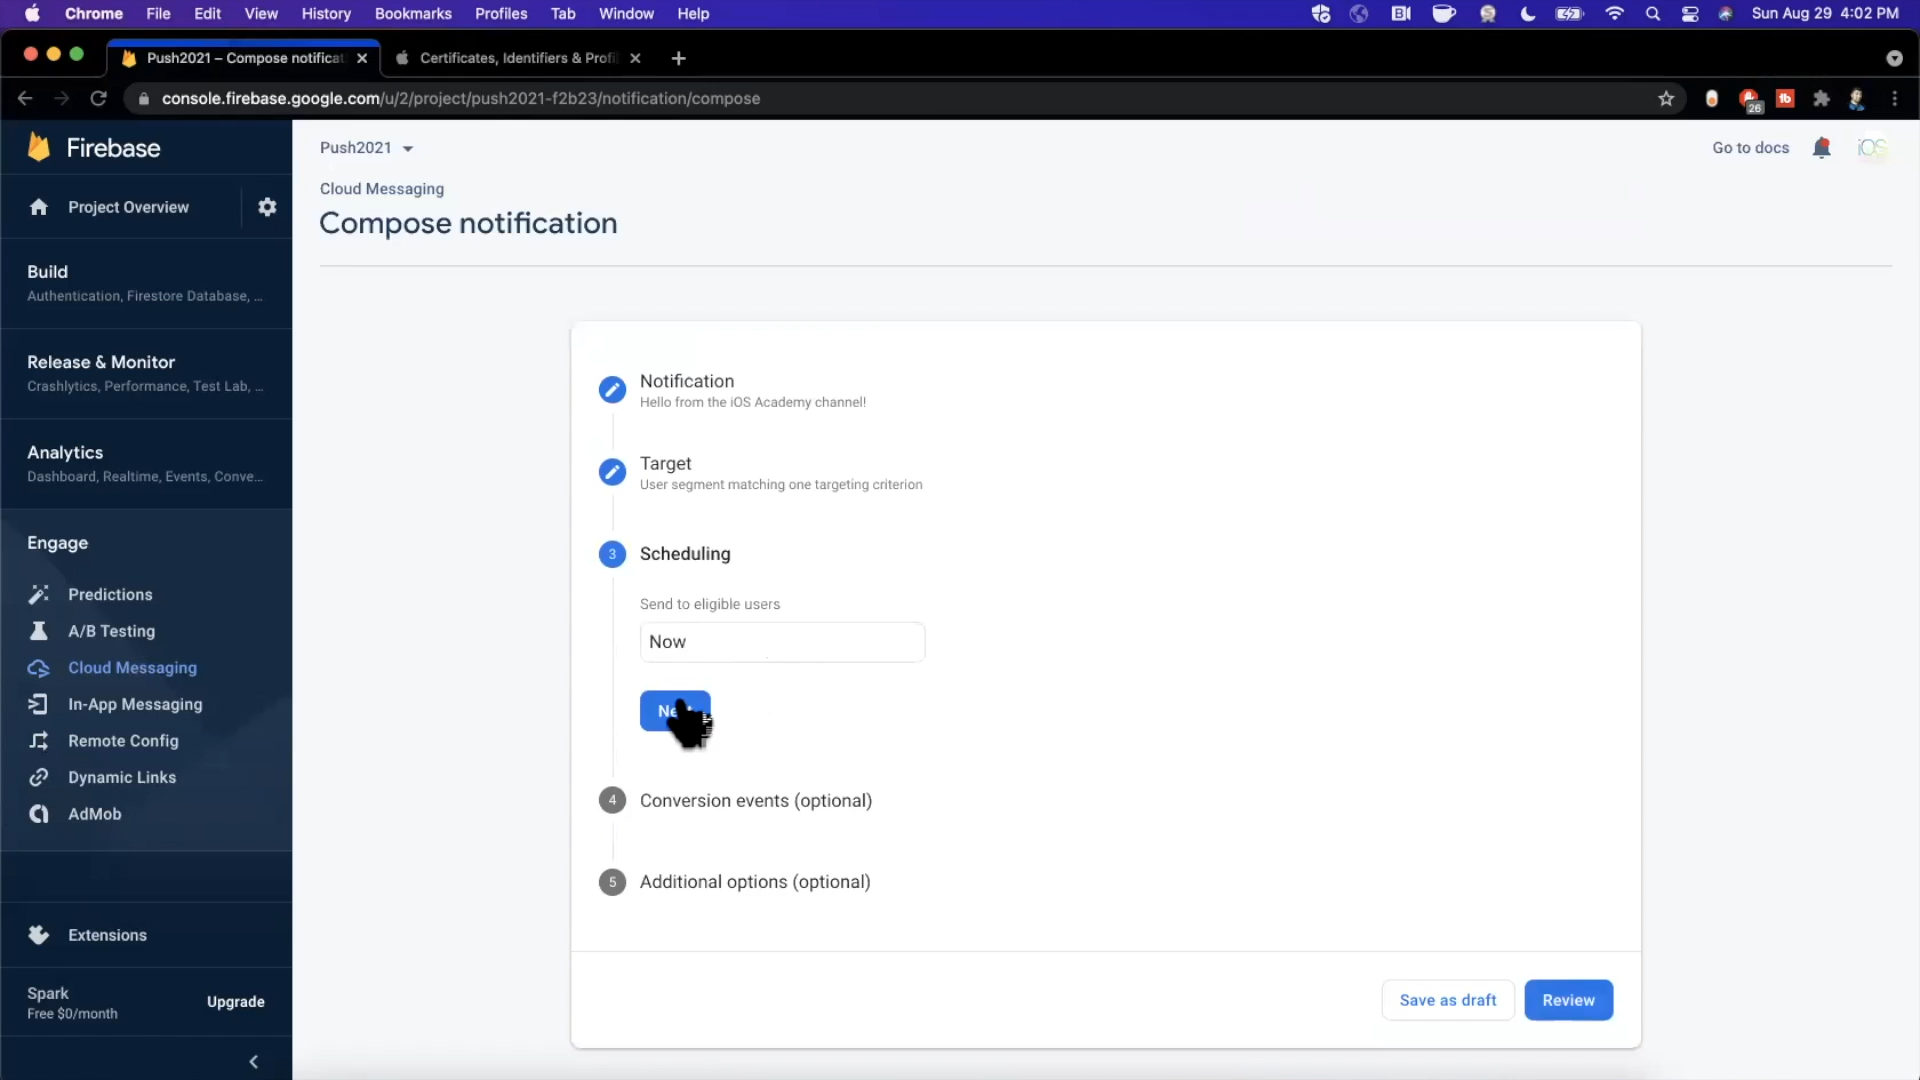 Chrome File Edit View History Bookmarks Profiles Tab Window Help Sun Aug 29 4:02 PM
Push2021 – Compose notificat Certificates, Identifiers & Profi
console.firebase.google.com/u/2/project/push2021-f2b23/notification/compose 26 tb
Firebase
Push2021 Go to docs iOS
Project Overview
Cloud Messaging
Compose notification
Build
Authentication, Firestore Database, ...
Release & Monitor
Crashlytics, Performance, Test Lab, ...
Analytics
Dashboard, Realtime, Events, Conve...
Engage
Predictions
A/B Testing
Cloud Messaging
In-App Messaging
Remote Config
Dynamic Links
AdMob
Extensions
Spark
Free $0/month
Upgrade
Notification
Hello from the iOS Academy channel!
Target
User segment matching one targeting criterion
3 Scheduling
Send to eligible users
Now
4 Conversion events (optional)
5 Additional options (optional)
Save as draft Review